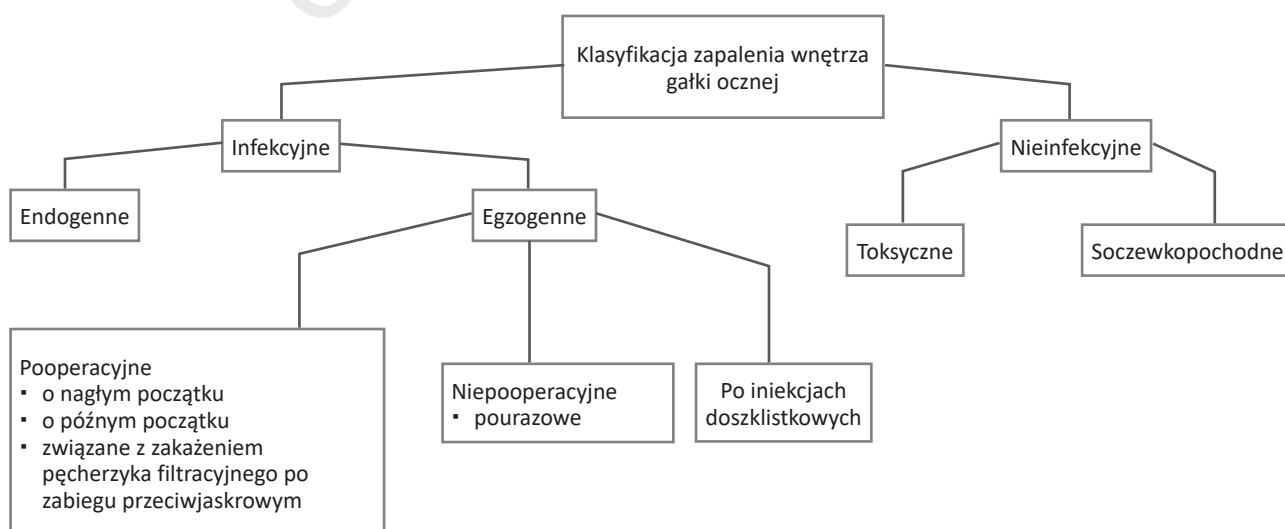 Klasyfikacja zapalenia wnętrza
gałki ocznej
Infekcyjne
Nieinfekcyjne
Endogenne
Egzogenne
Toksyczne
Soczewkopochodne
Pooperacyjne
▪ o nagłym początku
▪ o późnym początku
▪ związane z zakażeniem
pęcherzyka filtracyjnego po
zabiegu przeciwjaskrowym
Niepooperacyjne
▪ pourazowe
Po iniekcjach
doszklistkowych